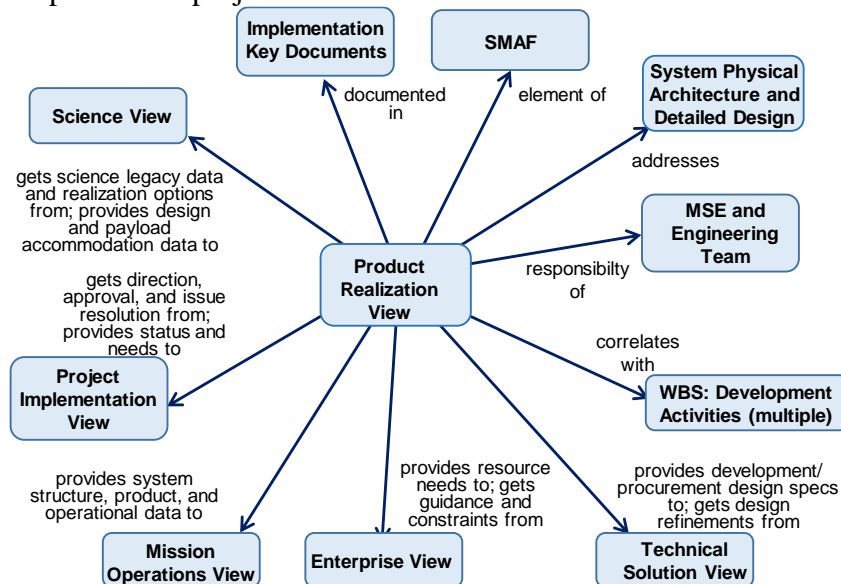 Implementation
Key Documents
SMAF
System Physical
Architecture and
Detailed Design
Science View
documented
in
element of
addresses
gets science legacy data
and realization options
from; provides design
and payload
accommodation data to
MSE and
Engineering
Team
Product
Realization
View
responsibilty
of
gets direction,
approval, and issue
resolution from;
provides status and
needs to
correlates
with
Project
Implementation
View
WBS: Development
Activities (multiple)
provides system
structure, product, and
operational data to
provides resource
needs to; gets
guidance and
constraints from
provides development/
procurement design specs
to; gets design
refinements from
Mission
Operations View
Enterprise View
Technical
Solution View